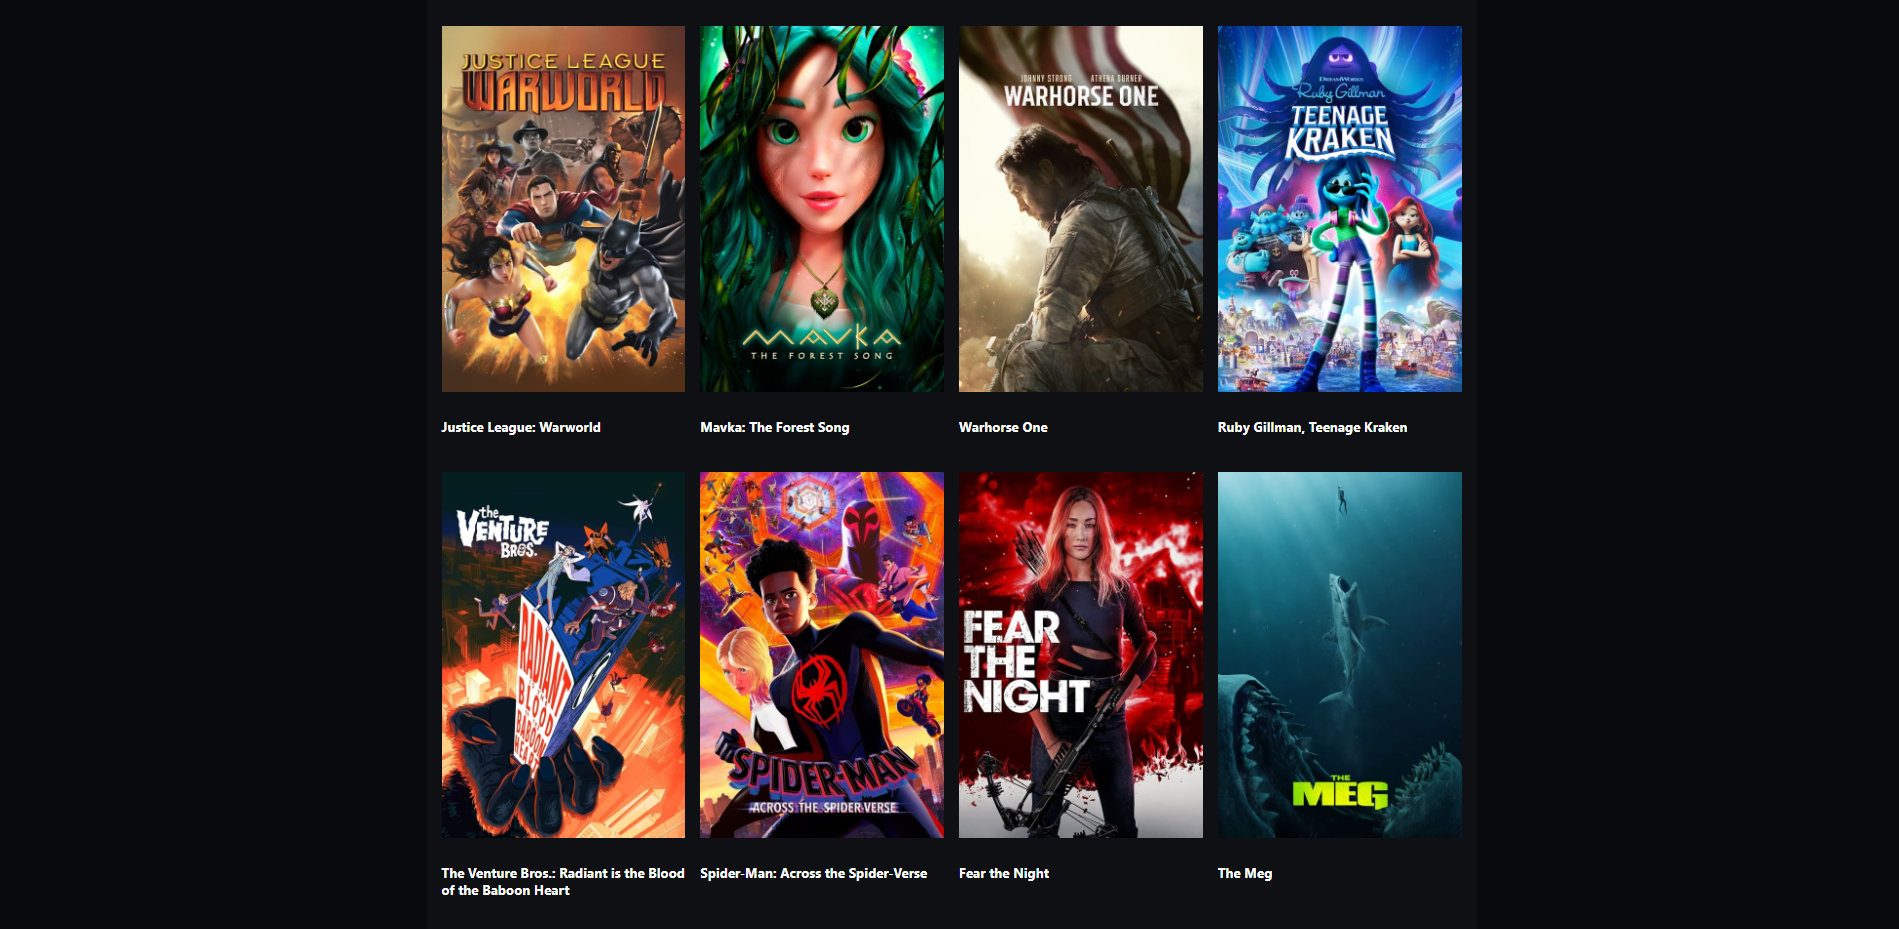 JUSTICE LEAGUE
WARWORLD
MAVKA
THE FOREST SONG
JOHNNY STRONG ATHENA DURNER
WARHORSE ONE
DREAMWORKS
Ruby Gillman
TEENAGE
KRAKEN
Justice League: Warworld
Mavka: The Forest Song
Warhorse One
Ruby Gillman, Teenage Kraken
the
VENTURE
BROS.
RADIANT
IS THE
BLOOD
OF THE
BABOON
HEART
SPIDER-MAN
ACROSS THE SPIDER-VERSE
FEAR
THE
NIGHT
THE
MEG
The Venture Bros.: Radiant is the Blood
of the Baboon Heart
Spider-Man: Across the Spider-Verse
Fear the Night
The Meg